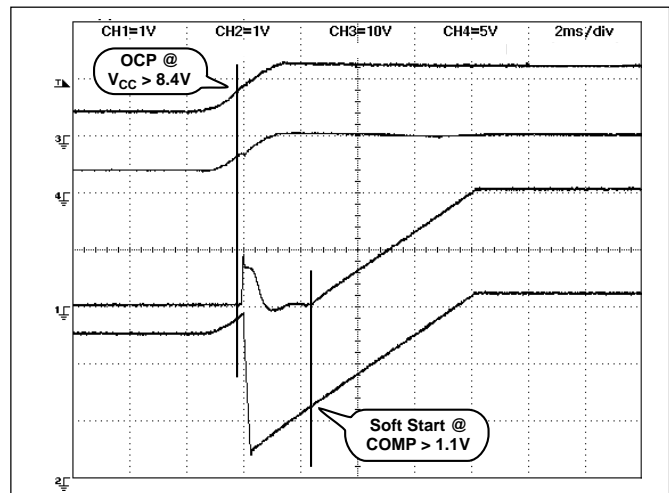 CH1=1V CH2=1V CH3=10V CH4=5V 2ms/div
OCP @
VCC > 8.4V
T
3
4
1
Soft Start @
COMP > 1.1V
2